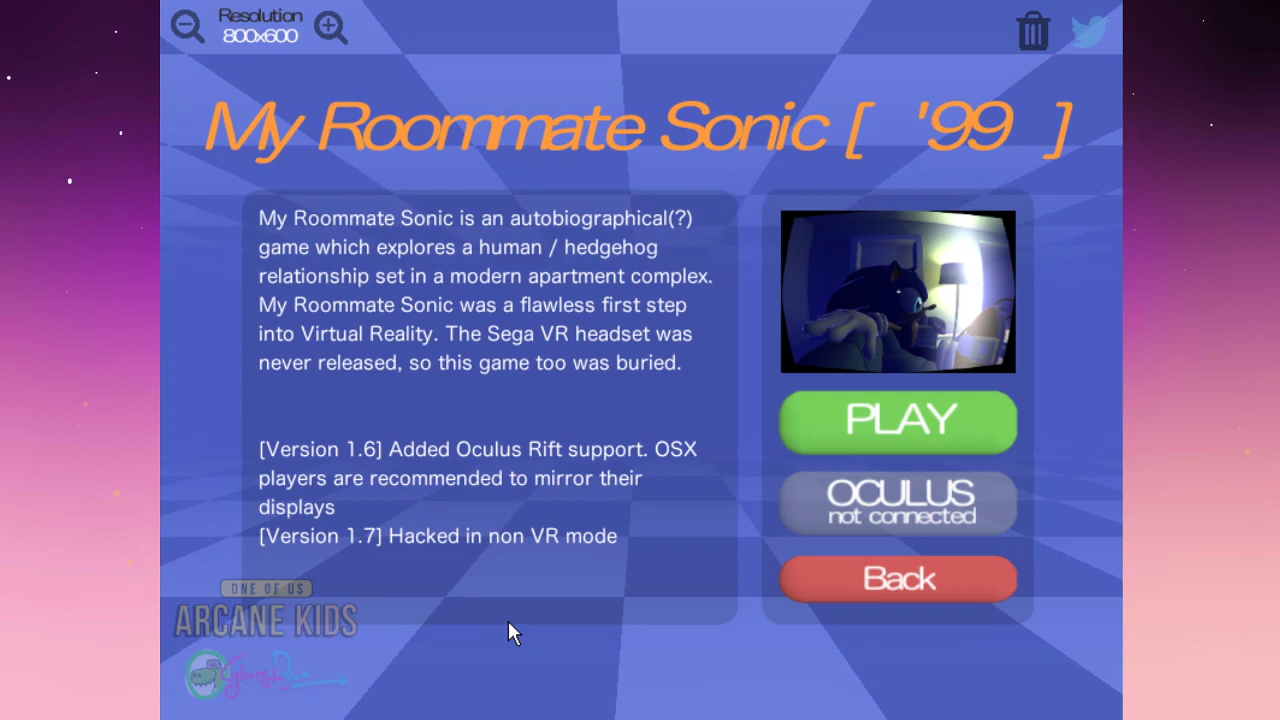 Resolution
800x600
My Roommate Sonic [ '99 ]
My Roommate Sonic is an autobiographical(?)
game which explores a human / hedgehog
relationship set in a modern apartment complex.
My Roommate Sonic was a flawless first step
into Virtual Reality. The Sega VR headset was
never released, so this game too was buried.
[Version 1.6] Added Oculus Rift support. OSX
players are recommended to mirror their
displays
[Version 1.7] Hacked in non VR mode
PLAY
OCULUS
not connected
Back
ONE OF US
ARCANE KIDS